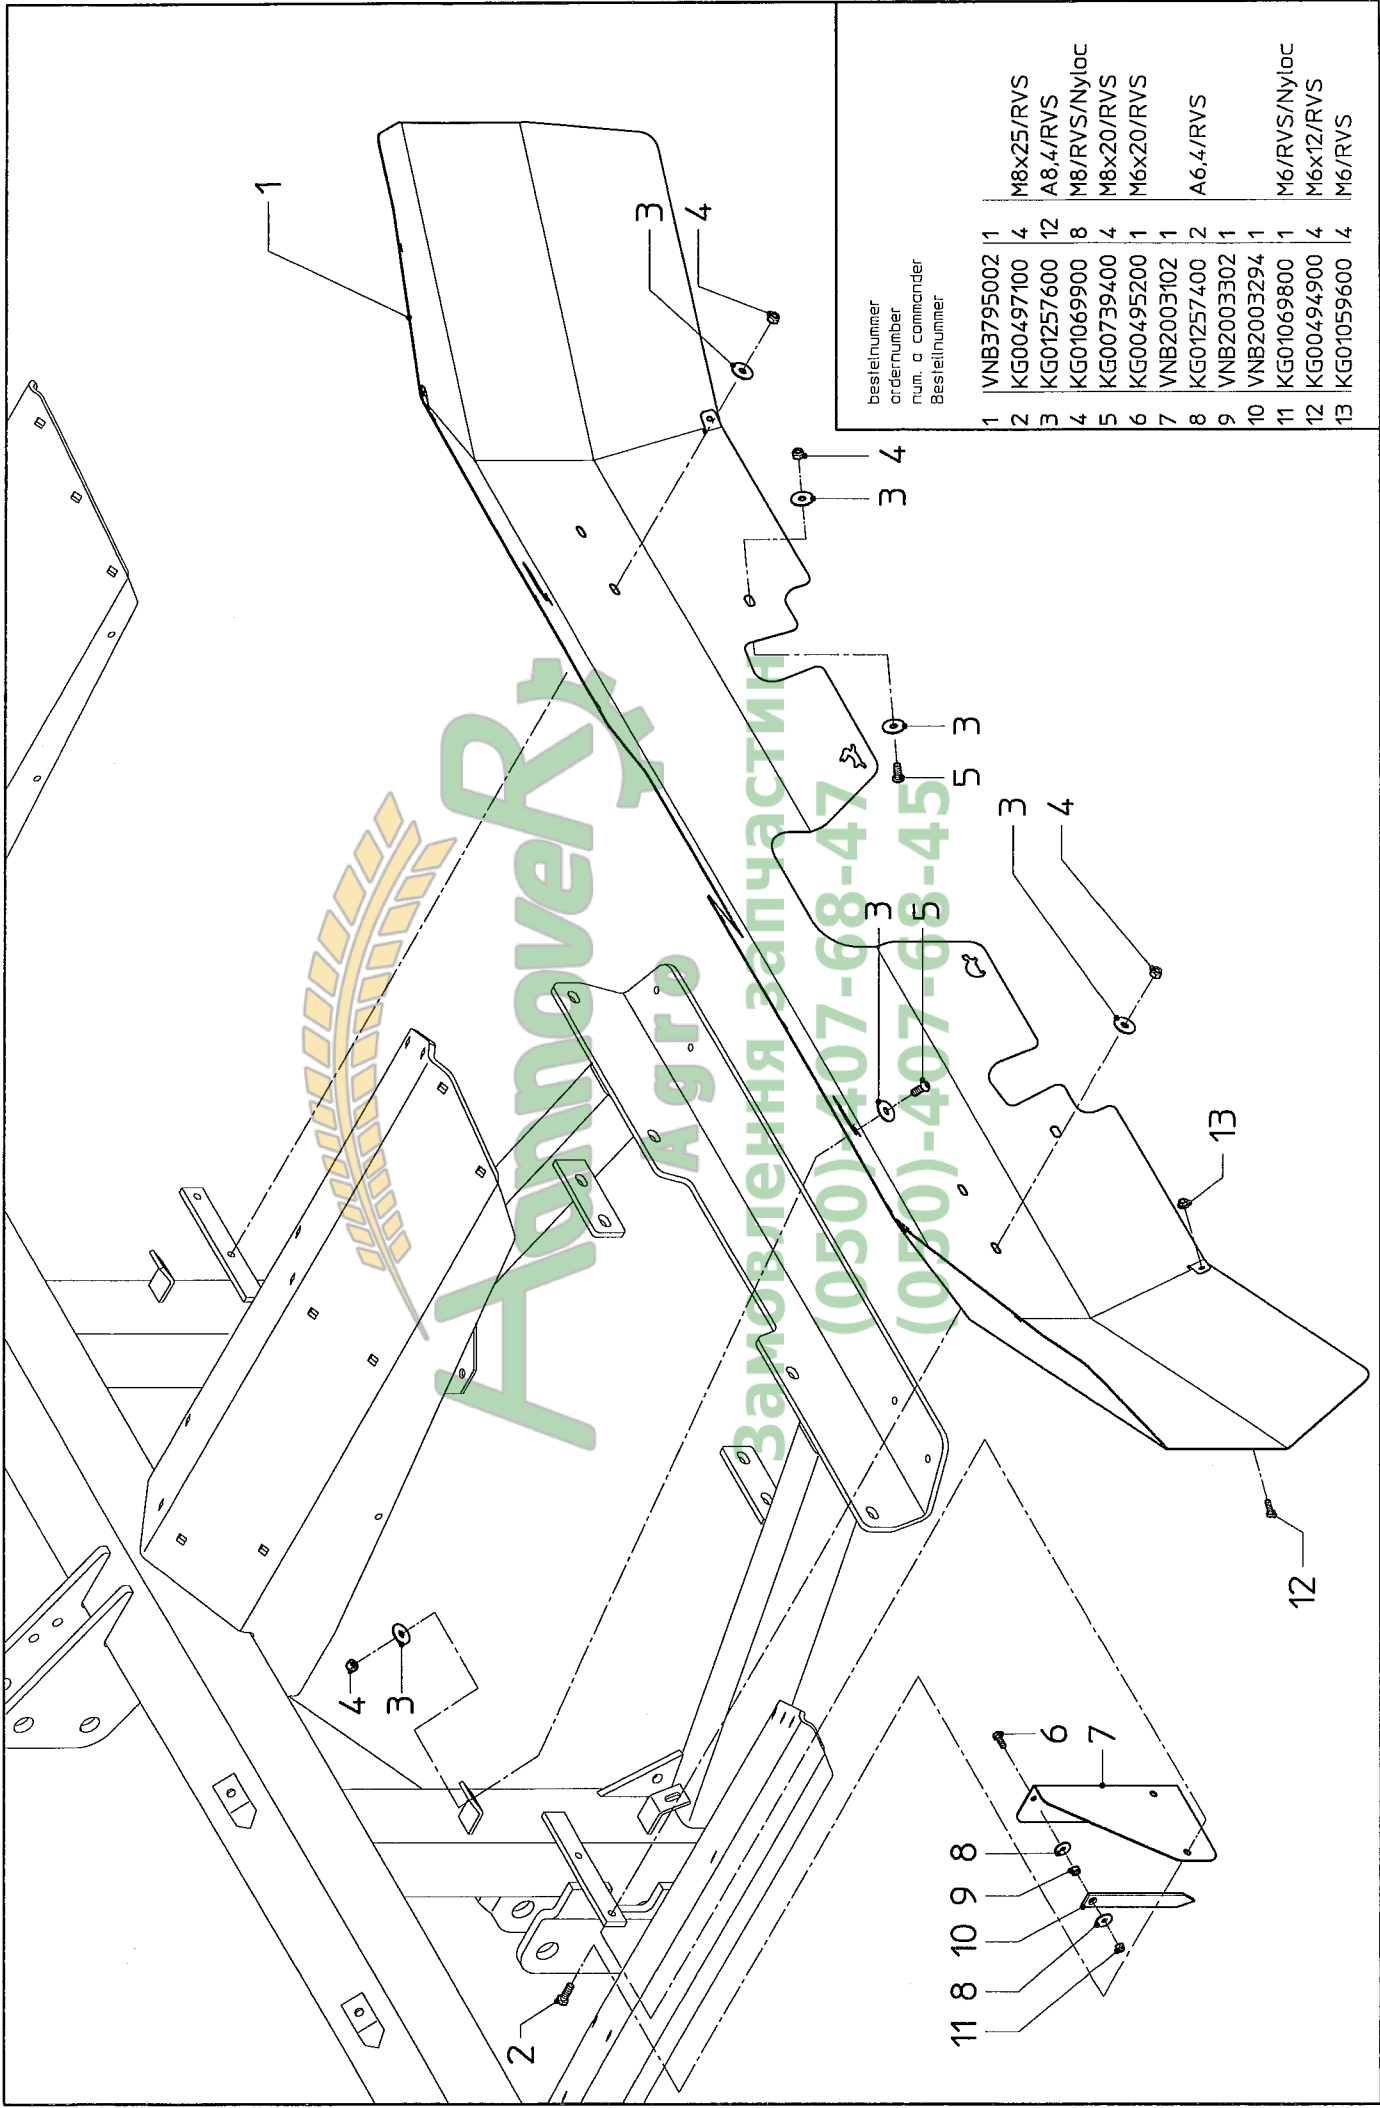 bestelnummer
ordernumber
num. a commander
Bestellnummer
1 VNB3795002 1
2 KG00497100 4 M8x25/RVS
3 KG01257600 12 A8,4/RVS
4 KG01069900 8 M8/RVS/Nyloc
5 KG00739400 4 M8x20/RVS
6 KG00495200 1 M6x20/RVS
7 VNB2003102 1
8 KG01257400 2 A6,4/RVS
9 VNB2003302 1
10 VNB2003294 1
11 KG01069800 1 M6/RVS/Nyloc
12 KG00494900 4 M6x12/RVS
13 KG01059600 4 M6/RVS
1
3
4
4
3
3
5
3
4
3
5
13
12
4
3
2
6
7
8
9
10
8
11
Agro
Замовлення запчастин
(050)-407-68-47
(050)-407-68-45